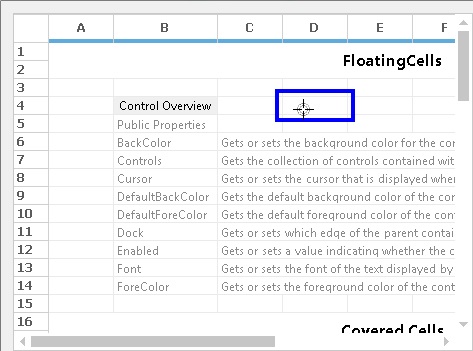 A B C D E F
1
FloatingCells
2
3
4 Control Overview
5 Public Properties
6 BackColor Gets or sets the background color for the con
7 Controls Gets the collection of controls contained wit
8 Cursor Gets or sets the cursor that is displayed when
9 DefaultBackColor Gets the default background color of the con
10 DefaultForeColor Gets the default foreground color of the cont
11 Dock Gets or sets which edge of the parent contain
12 Enabled Gets or sets a value indicating whether the c
13 Font Gets or sets the font of the text displayed by
14 ForeColor Gets or sets the foreground color of the cont
15
16 Covered Cells